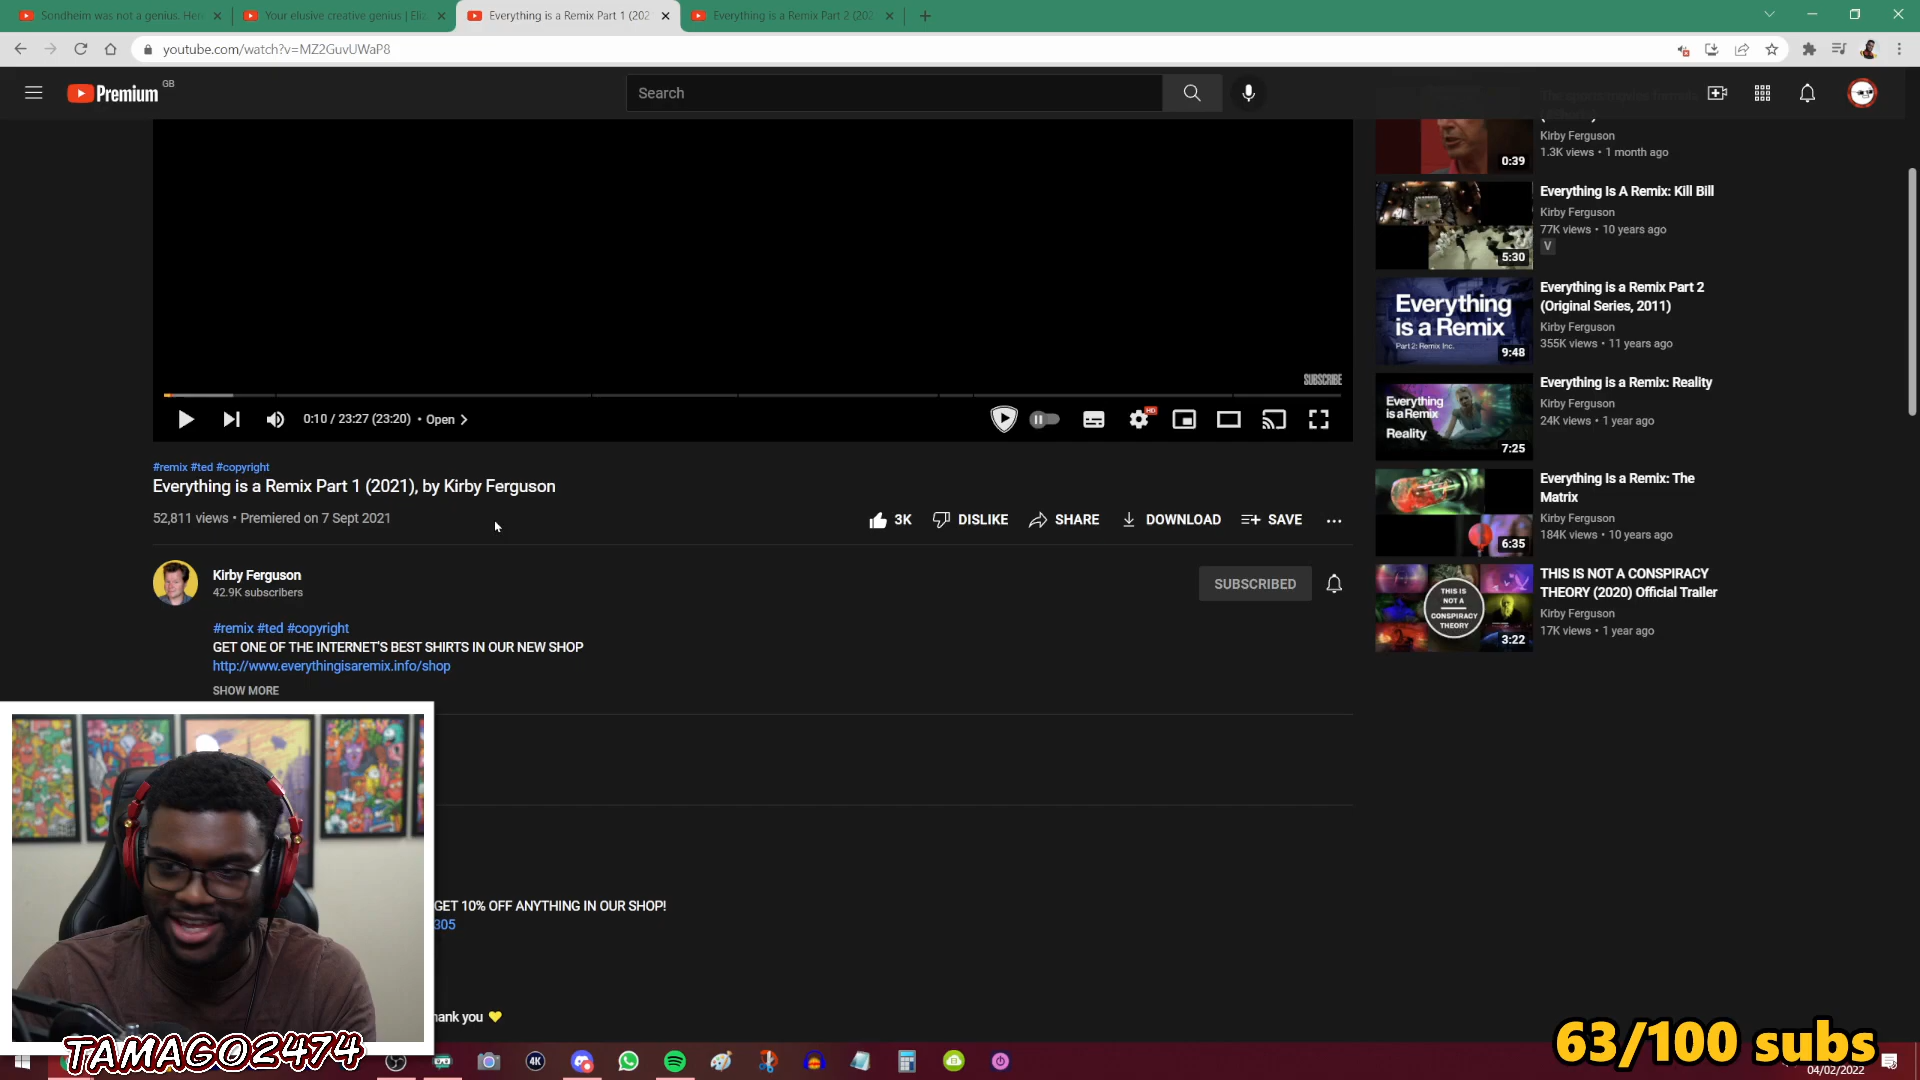 Sondheim was not a genius. Her
Your elusive creative genius | Eliz
Everything is a Remix Part 1 (202
Everything is a Remix Part 2 (202
youtube.com/watch?v=MZ2GuvUWaP8
Premium GB
Search
Kirby Ferguson
1.3K views • 1 month ago
0:39
Everything Is A Remix: Kill Bill
Kirby Ferguson
77K views • 10 years ago
V
5:30
Everything is a Remix Part 2
(Original Series, 2011)
Kirby Ferguson
355K views • 11 years ago
Everything
is a Remix
Part 2: Remix Inc.
9:48
Everything is a Remix: Reality
Kirby Ferguson
24K views • 1 year ago
Everything
is a Remix
Reality
7:25
Everything Is a Remix: The
Matrix
Kirby Ferguson
184K views • 10 years ago
6:35
THIS IS NOT A CONSPIRACY
THEORY (2020) Official Trailer
Kirby Ferguson
17K views • 1 year ago
THIS IS
NOT A
CONSPIRACY
THEORY
3:22
SUBSCRIBE
0:10 / 23:27 (23:20) • Open >
HD
#remix #ted #copyright
Everything is a Remix Part 1 (2021), by Kirby Ferguson
52,811 views • Premiered on 7 Sept 2021
3K DISLIKE SHARE DOWNLOAD SAVE
Kirby Ferguson
42.9K subscribers
SUBSCRIBED
#remix #ted #copyright
GET ONE OF THE INTERNET'S BEST SHIRTS IN OUR NEW SHOP
http://www.everythingisaremix.info/shop
SHOW MORE
GET 10% OFF ANYTHING IN OUR SHOP!
305
hank you 💛
TAMAGO2474
4K
63/100 subs
04/02/2022